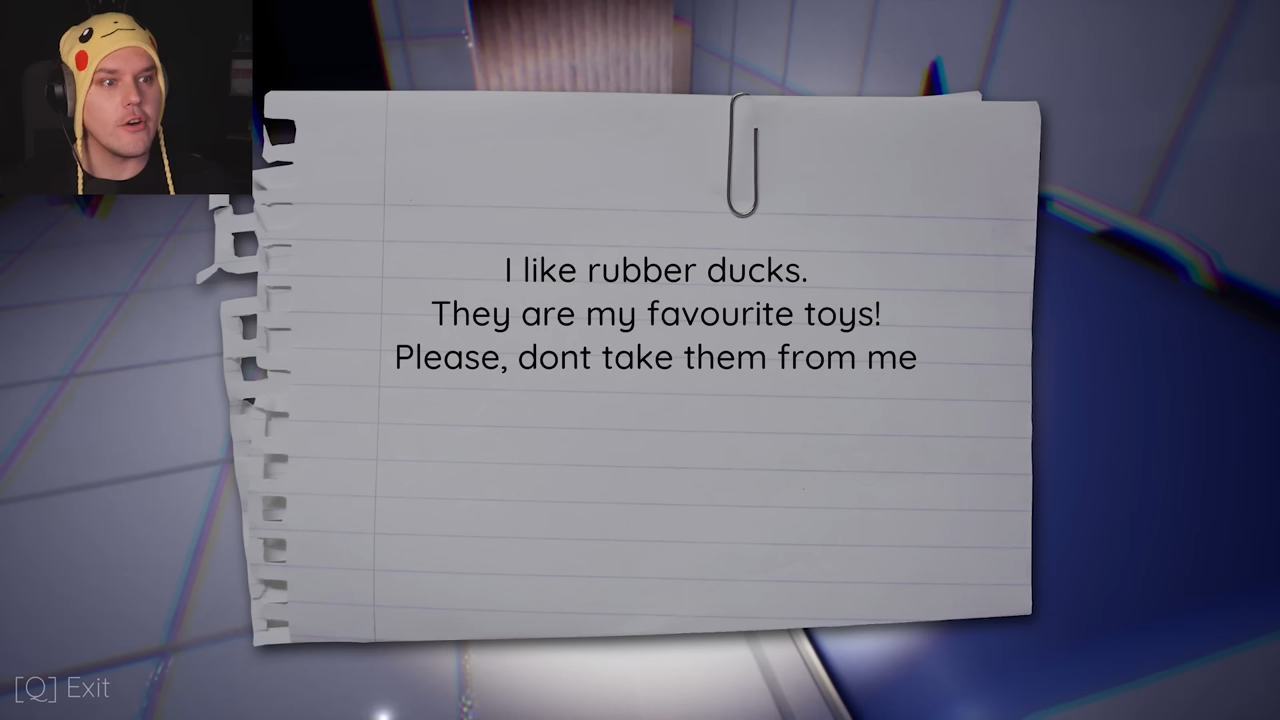 I like rubber ducks.
They are my favourite toys!
Please, dont take them from me
[Q] Exit